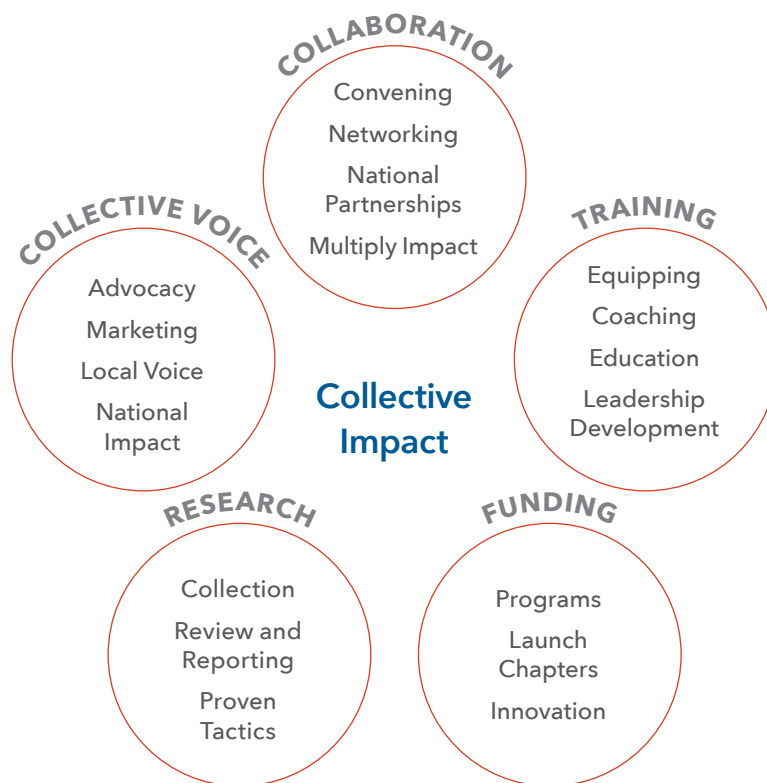 COLLABORATION
Convening
Networking
National
Partnerships
Multiply Impact
COLLECTIVE VOICE
Advocacy
Marketing
Local Voice
National
Impact
TRAINING
Equipping
Coaching
Education
Leadership
Development
Collective
Impact
RESEARCH
Collection
Review and
Reporting
Proven
Tactics
FUNDING
Programs
Launch
Chapters
Innovation